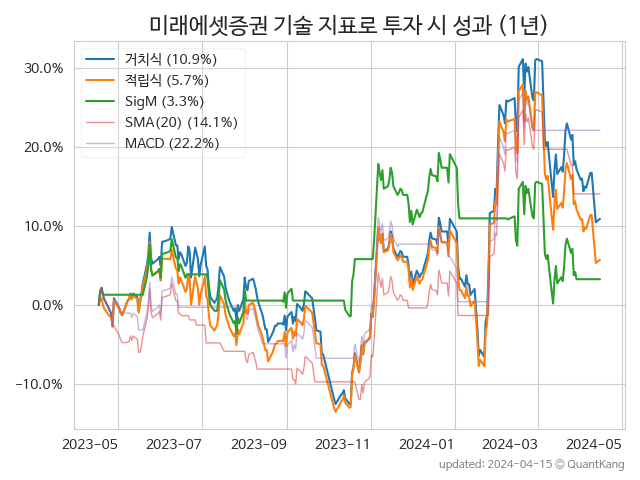 미래에셋증권 기술 지표로 투자 시 성과 (1년)
거치식 (10.9%)
적립식 (5.7%)
SigM (3.3%)
SMA(20) (14.1%)
MACD (22.2%)
30.0%
20.0%
10.0%
0.0%
−10.0%
2023-05 2023-07 2023-09 2023-11 2024-01 2024-03 2024-05
updated: 2024-04-15 © QuantKang